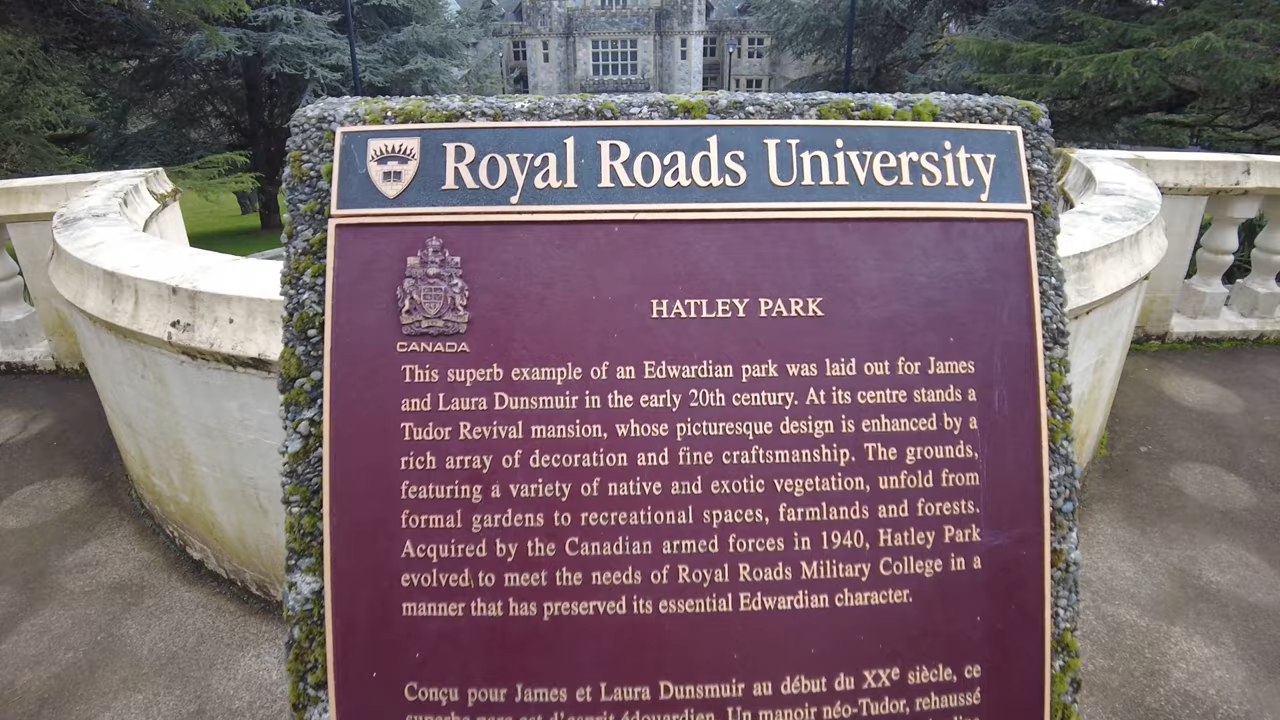 Royal Roads University
CANADA
HATLEY PARK
This superb example of an Edwardian park was laid out for James
and Laura Dunsmuir in the early 20th century. At its centre stands a
Tudor Revival mansion, whose picturesque design is enhanced by a
rich array of decoration and fine craftsmanship. The grounds,
featuring a variety of native and exotic vegetation, unfold from
formal gardens to recreational spaces, farmlands and forests.
Acquired by the Canadian armed forces in 1940, Hatley Park
evolved to meet the needs of Royal Roads Military College in a
manner that has preserved its essential Edwardian character.
Conçu pour James et Laura Dunsmuir au début du XXe siècle, ce
superbe parc est d'esprit édouardien. Un manoir néo-Tudor, rehaussé